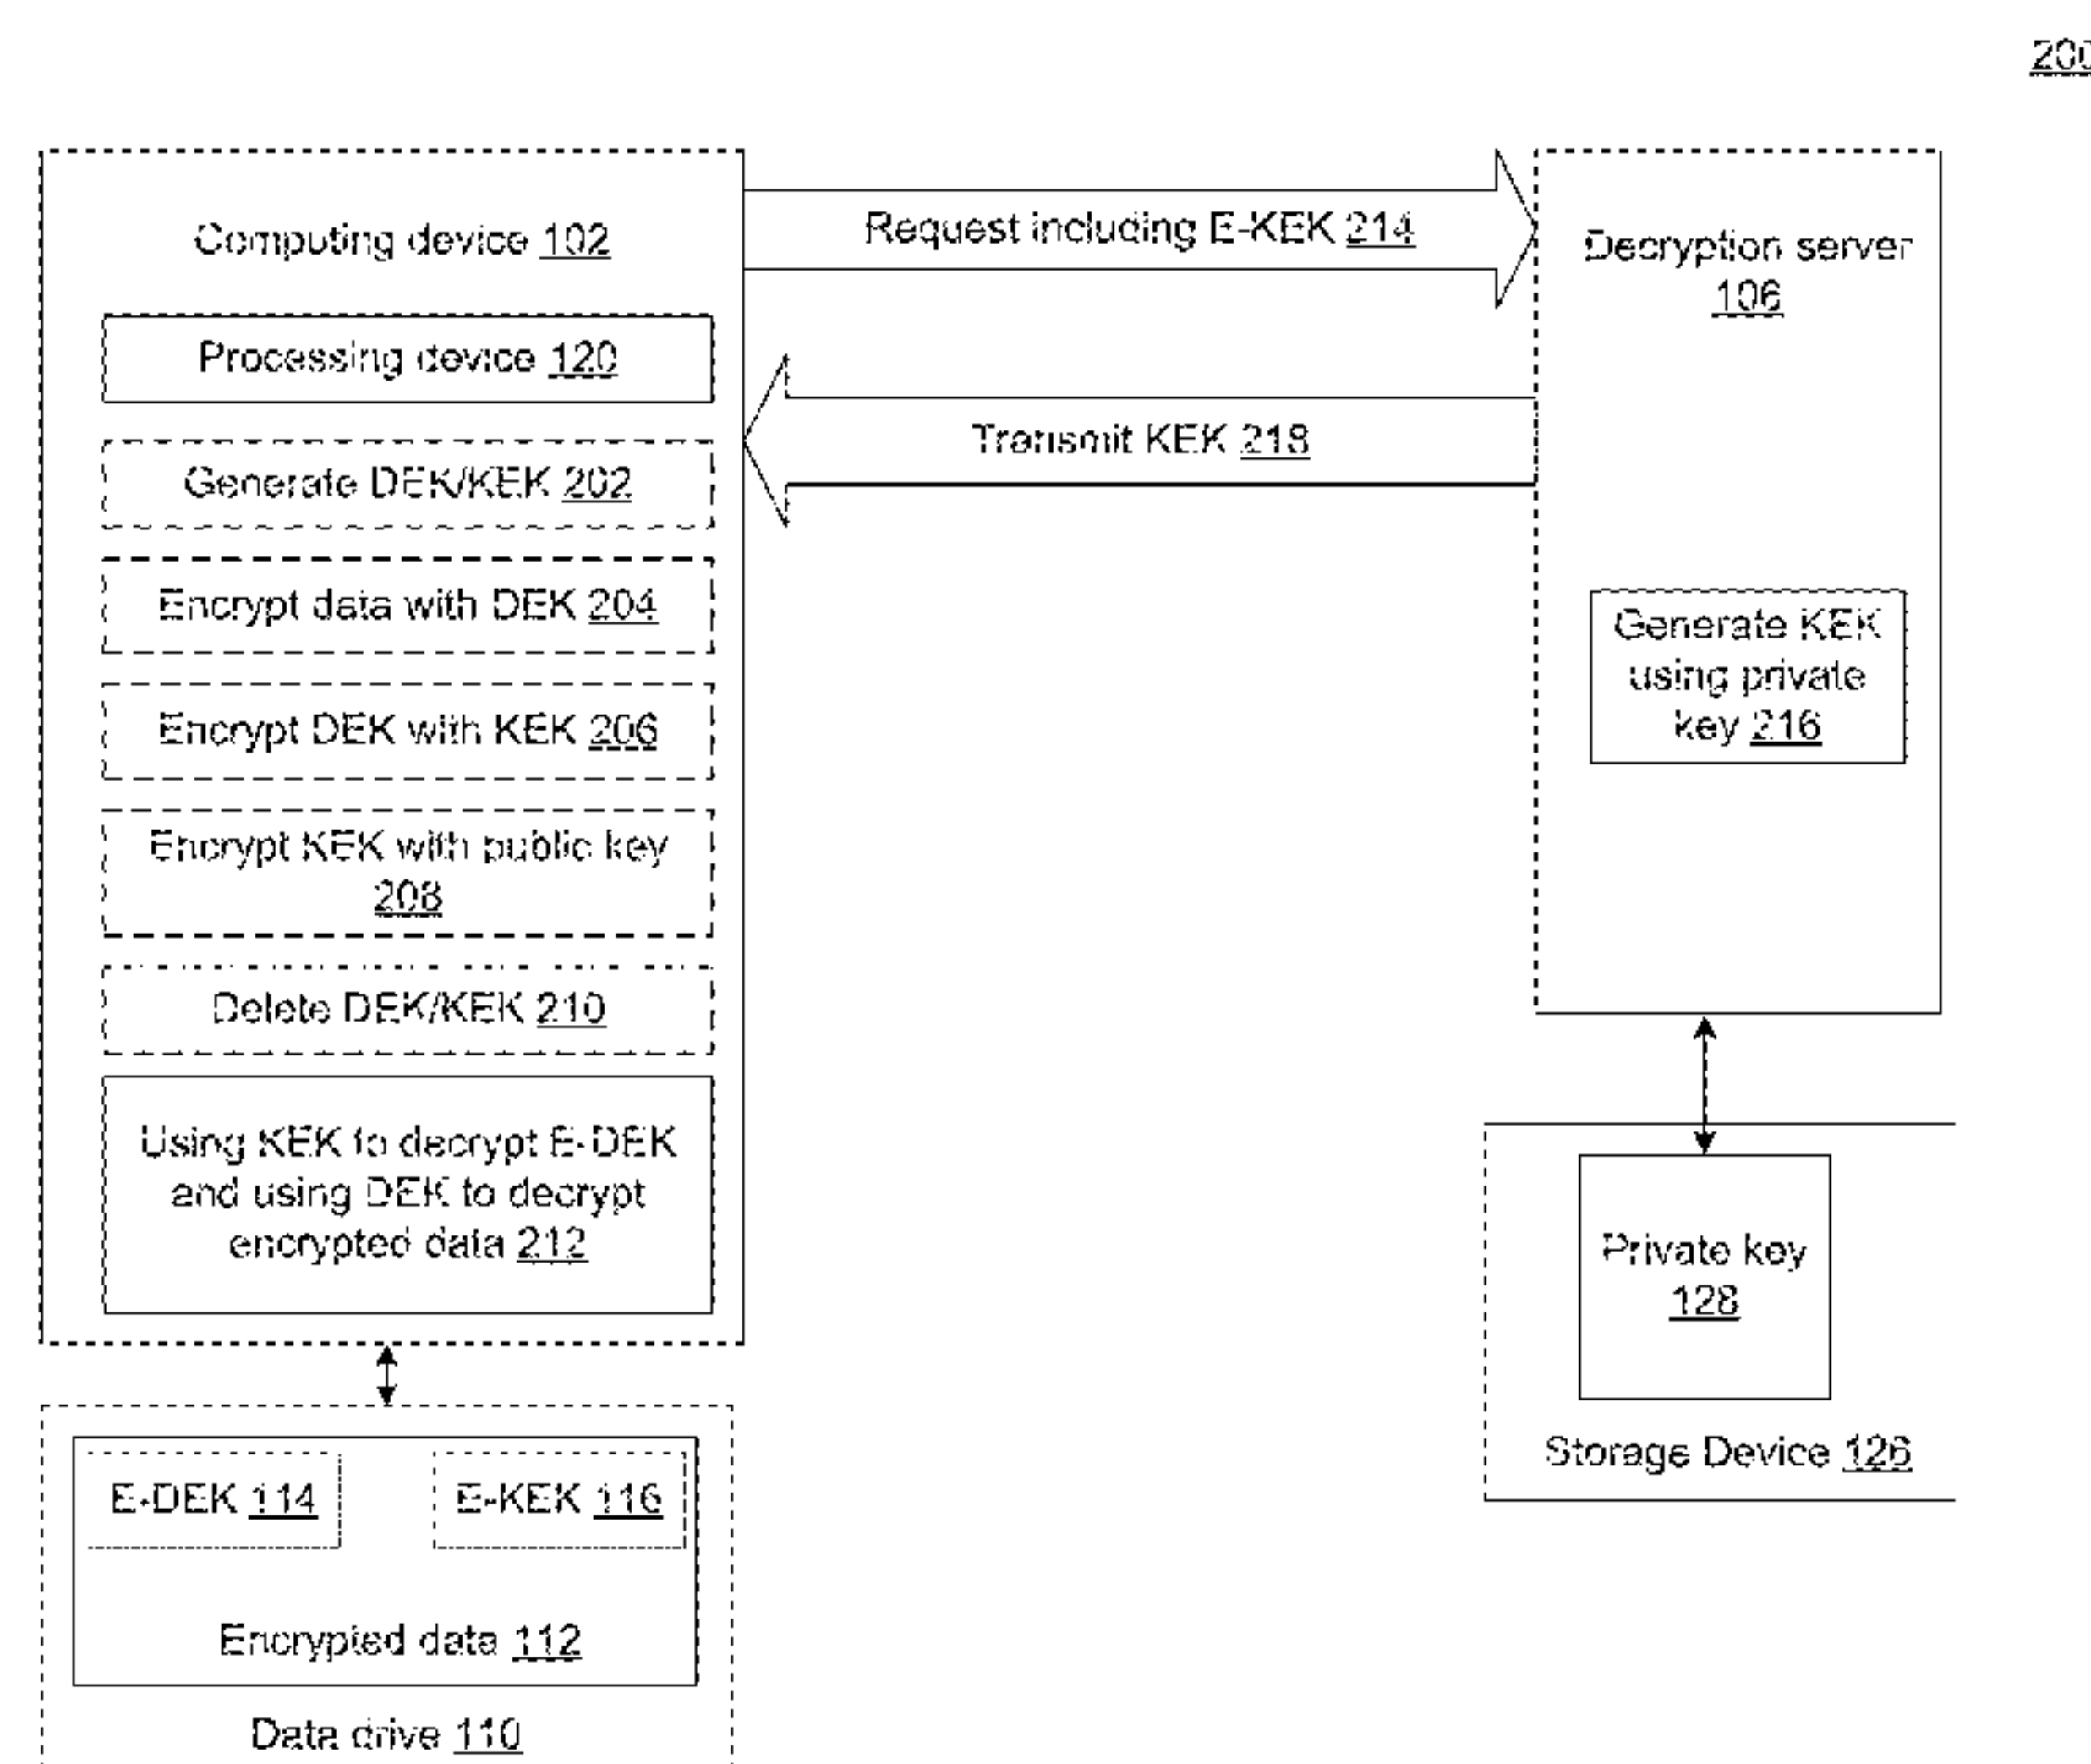 200
Computing device 102
Processing device 120
Generate DEK/KEK 202
Encrypt data with DEK 204
Encrypt DEK with KEK 206
Encrypt KEK with public key
208
Delete DEK/KEK 210
Using KEK to decrypt E-DEK
and using DEK to decrypt
encrypted data 212
E-DEK 114
E-KEK 116
Encrypted data 112
Data drive 110
Request including E-KEK 214
Transmit KEK 218
Decryption server
106
Generate KEK
using private
key 216
Private key
128
Storage Device 126